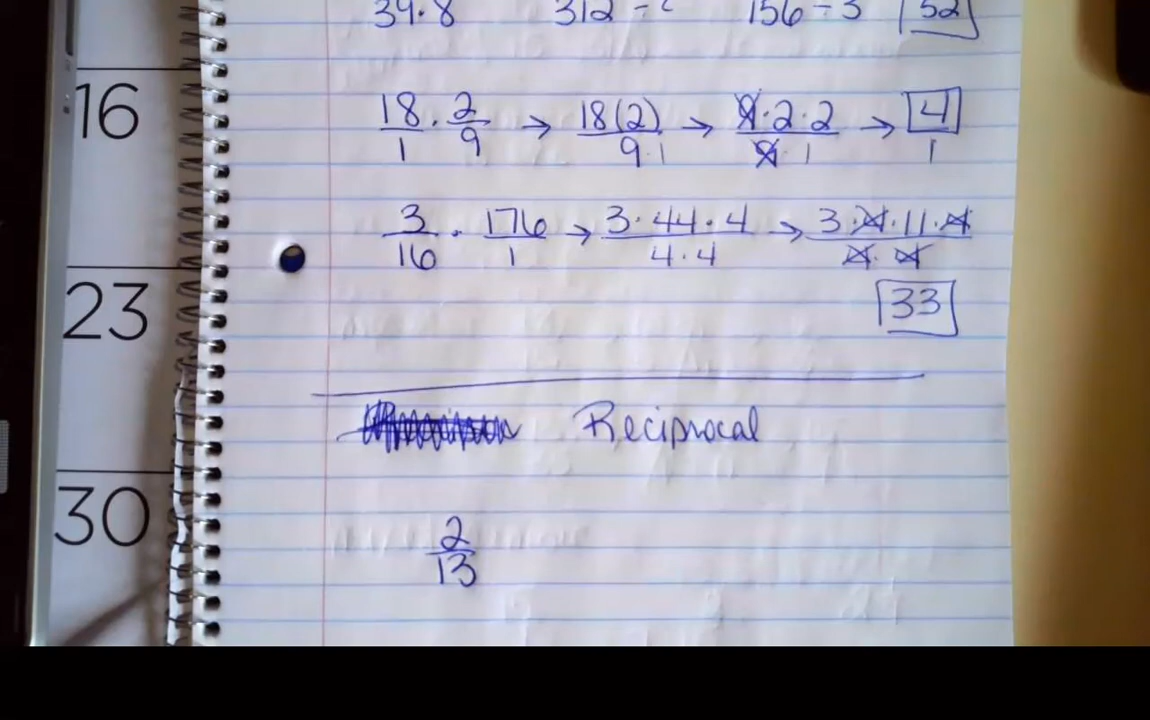 39·8 312 ÷ 156 ÷ 3 52
16
18/1 · 2/9 → 18(2)/9·1 → 9·2·2/9·1 → 4/1
3/16 · 176/1 → 3·44·4/4·4 → 3·4·11·4/4·4
23
33
Reciprocal
30
2/13